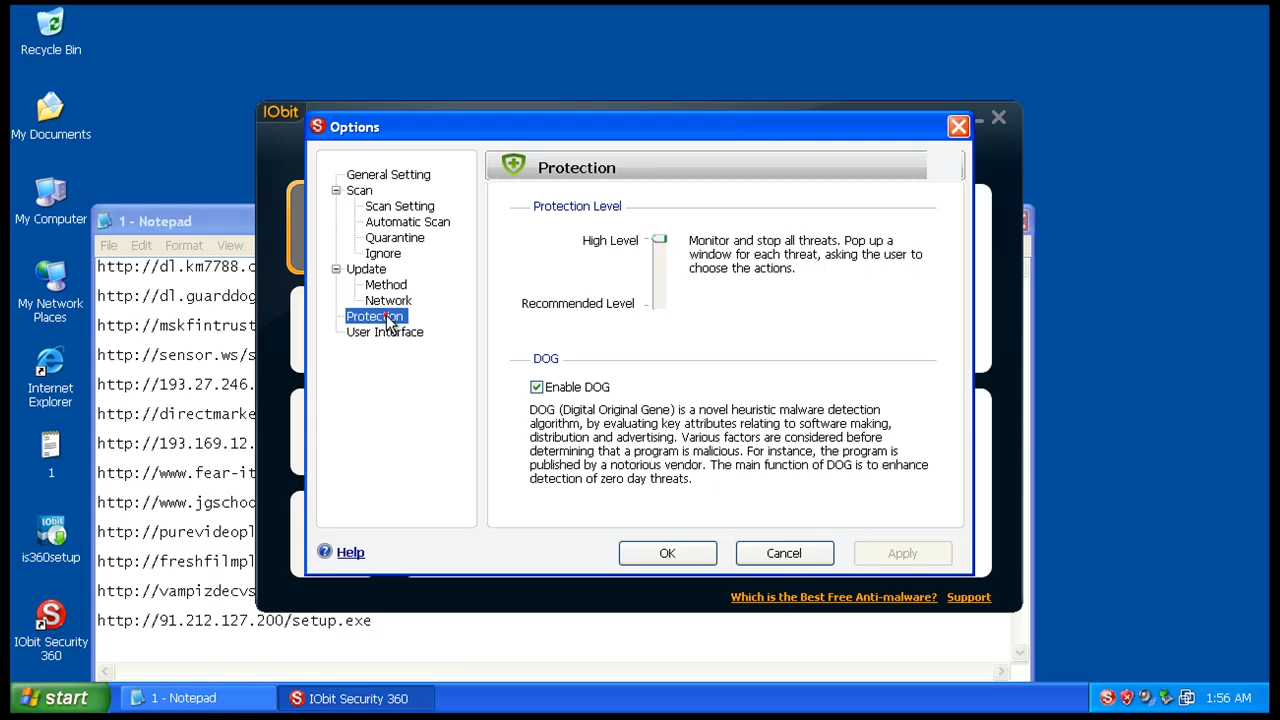 Recycle Bin
My Documents
My Computer
My Network
Places
Internet
Explorer
1
IObit
is360setup
IObit Security
360
1 - Notepad
File Edit Format View
http://dl.km7788.c
http://dl.guarddog
http://mskfintrust
http://sensor.ws/s
http://193.27.246.
http://directmarke
http://193.169.12.
http://www.fear-it
http://www.jgschoo
http://purevideopl
http://freshfilmpl
http://vampizdecvs
http://91.212.127.200/setup.exe
IObit
Options
General Setting
Scan
Scan Setting
Automatic Scan
Quarantine
Ignore
Update
Method
Network
Protection
User Interface
Protection
Protection Level
High Level
Monitor and stop all threats. Pop up a
window for each threat, asking the user to
choose the actions.
Recommended Level
DOG
Enable DOG
DOG (Digital Original Gene) is a novel heuristic malware detection
algorithm, by evaluating key attributes relating to software making,
distribution and advertising. Various factors are considered before
determining that a program is malicious. For instance, the program is
published by a notorious vendor. The main function of DOG is to enhance
detection of zero day threats.
Help
OK Cancel Apply
Which is the Best Free Anti-malware? Support
start
1 - Notepad
IObit Security 360
1:56 AM